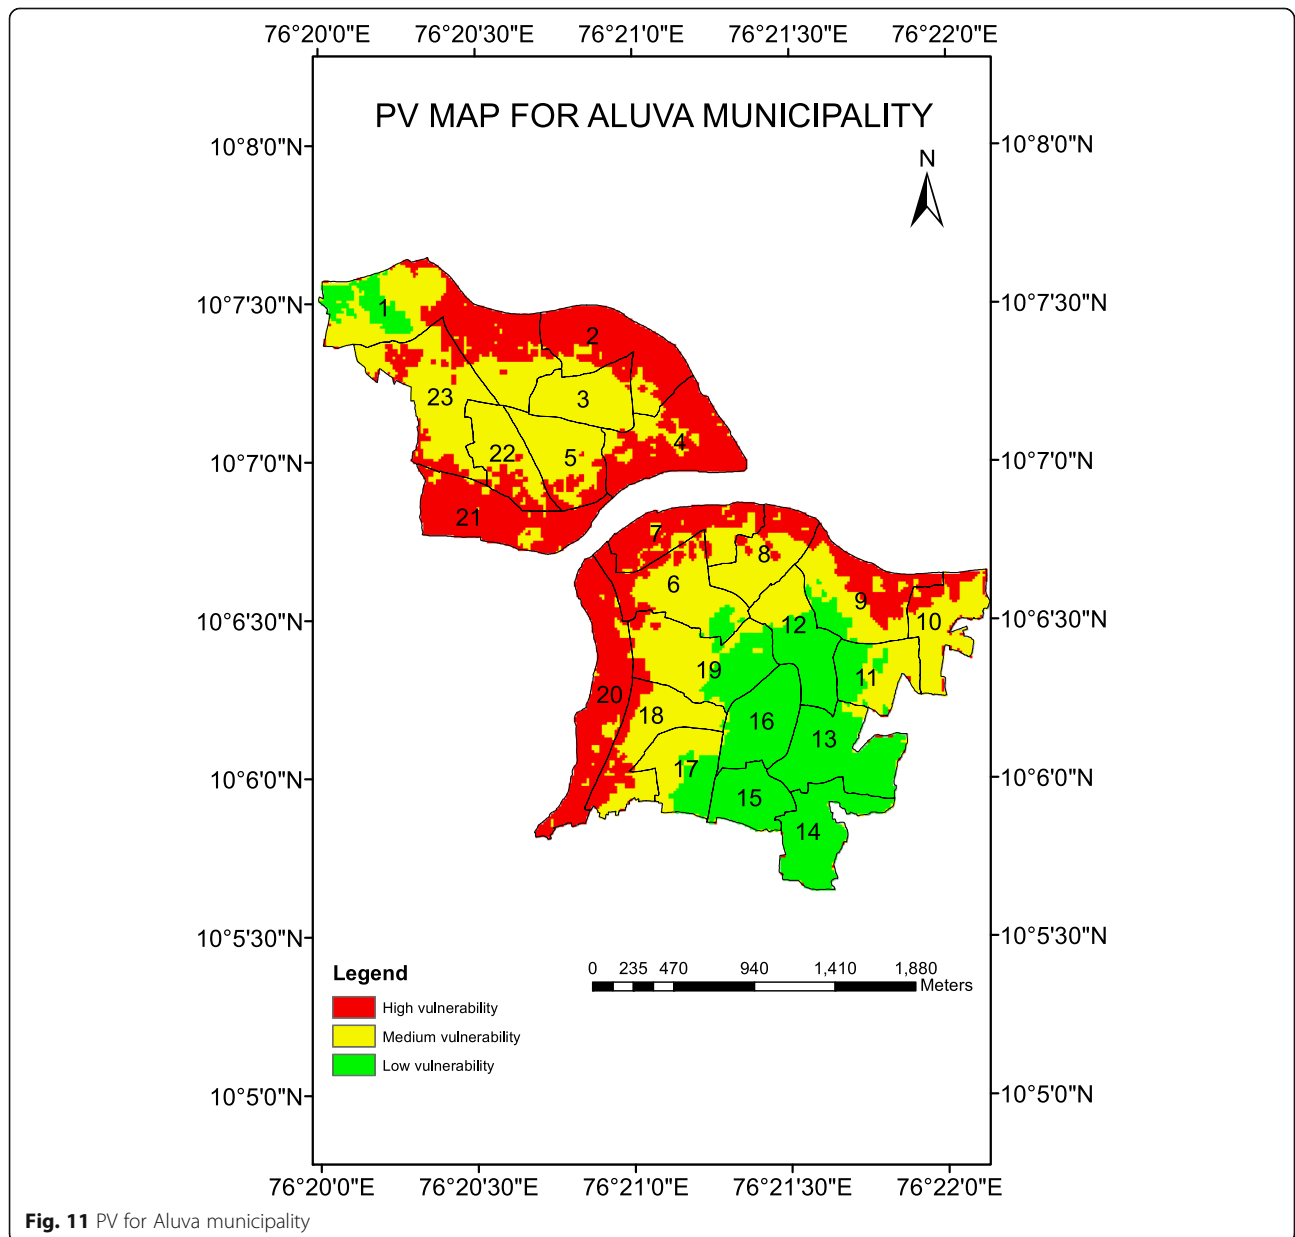 76°20'0"E 76°20'30"E 76°21'0"E 76°21'30"E 76°22'0"E
PV MAP FOR ALUVA MUNICIPALITY
10°8'0"N 10°8'0"N
N
10°7'30"N 10°7'30"N
1
2
23 3
4
22 5
10°7'0"N 10°7'0"N
21
7
8
6
9
10°6'30"N 12 10 10°6'30"N
19 11
20
18 16
13
17
10°6'0"N 10°6'0"N
15
14
10°5'30"N 10°5'30"N
Legend
0 235 470 940 1,410 1,880
Meters
High vulnerability
Medium vulnerability
Low vulnerability
10°5'0"N 10°5'0"N
76°20'0"E 76°20'30"E 76°21'0"E 76°21'30"E 76°22'0"E
Fig. 11 PV for Aluva municipality